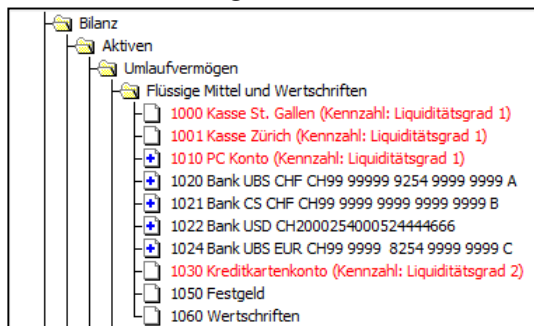 Bilanz
Aktiven
Umlaufvermögen
Flüssige Mittel und Wertschriften
1000 Kasse St. Gallen (Kennzahl: Liquiditätsgrad 1)
1001 Kasse Zürich (Kennzahl: Liquiditätsgrad 1)
1010 PC Konto (Kennzahl: Liquiditätsgrad 1)
1020 Bank UBS CHF CH99 99999 9254 9999 9999 A
1021 Bank CS CHF CH99 9999 9999 9999 9999 B
1022 Bank USD CH2000254000524444666
1024 Bank UBS EUR CH99 9999  8254 9999 9999 C
1030 Kreditkartenkonto (Kennzahl: Liquiditätsgrad 2)
1050 Festgeld
1060 Wertschriften